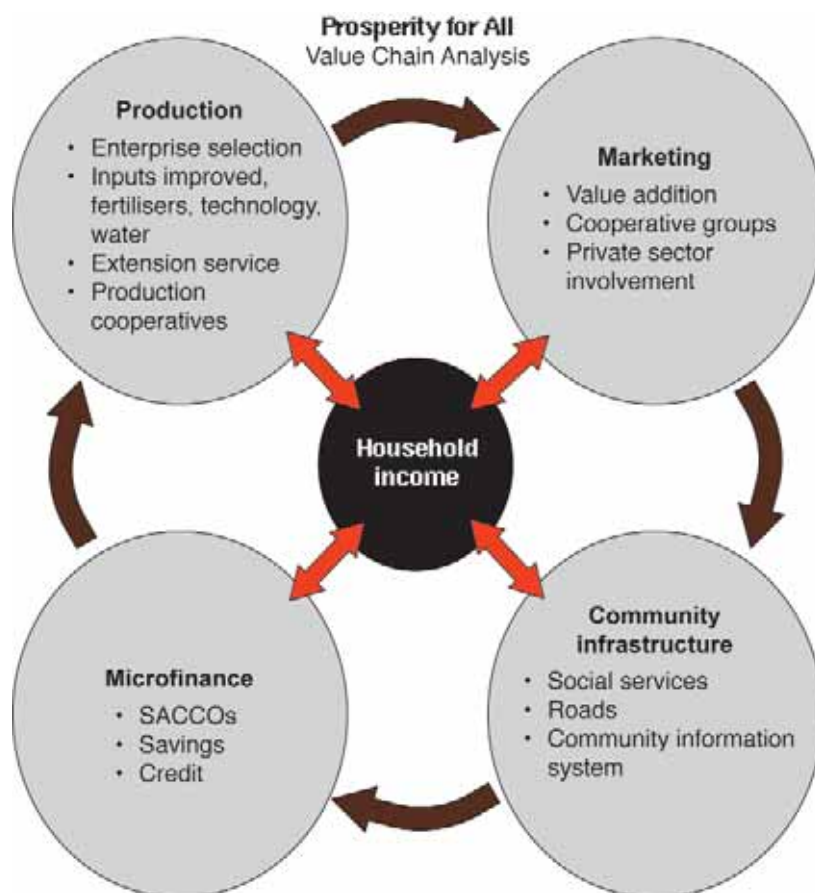 Prosperity for All
Value Chain Analysis
Production
• Enterprise selection
• Inputs improved,
fertilisers, technology,
water
• Extension service
• Production
cooperatives
Marketing
• Value addition
• Cooperative groups
• Private sector
involvement
Household
income
Microfinance
• SACCOs
• Savings
• Credit
Community
infrastructure
• Social services
• Roads
• Community information
system